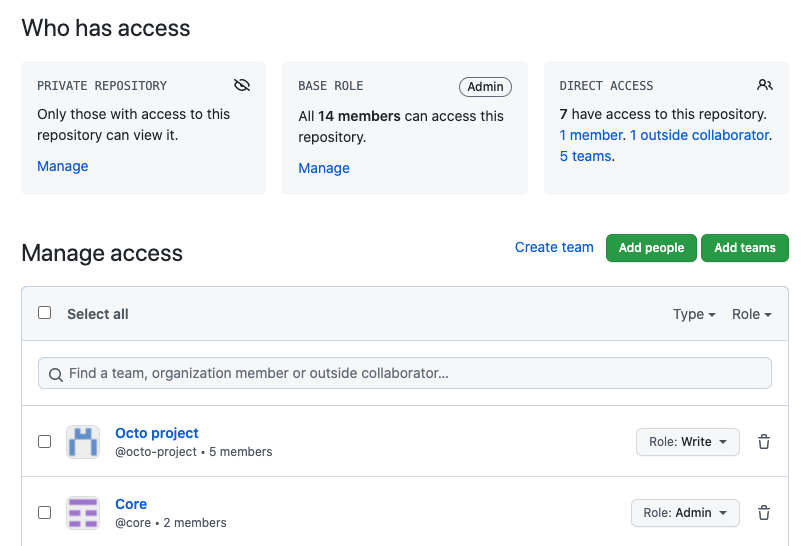 Who has access
PRIVATE REPOSITORY
Only those with access to this
repository can view it.
Manage
BASE ROLE
Admin
All 14 members can access this
repository.
Manage
DIRECT ACCESS
7 have access to this repository.
1 member. 1 outside collaborator.
5 teams.
Manage access
Create team
Add people
Add teams
Select all
Type
Role
Find a team, organization member or outside collaborator...
Octo project
@octo-project • 5 members
Role: Write
Core
@core • 2 members
Role: Admin